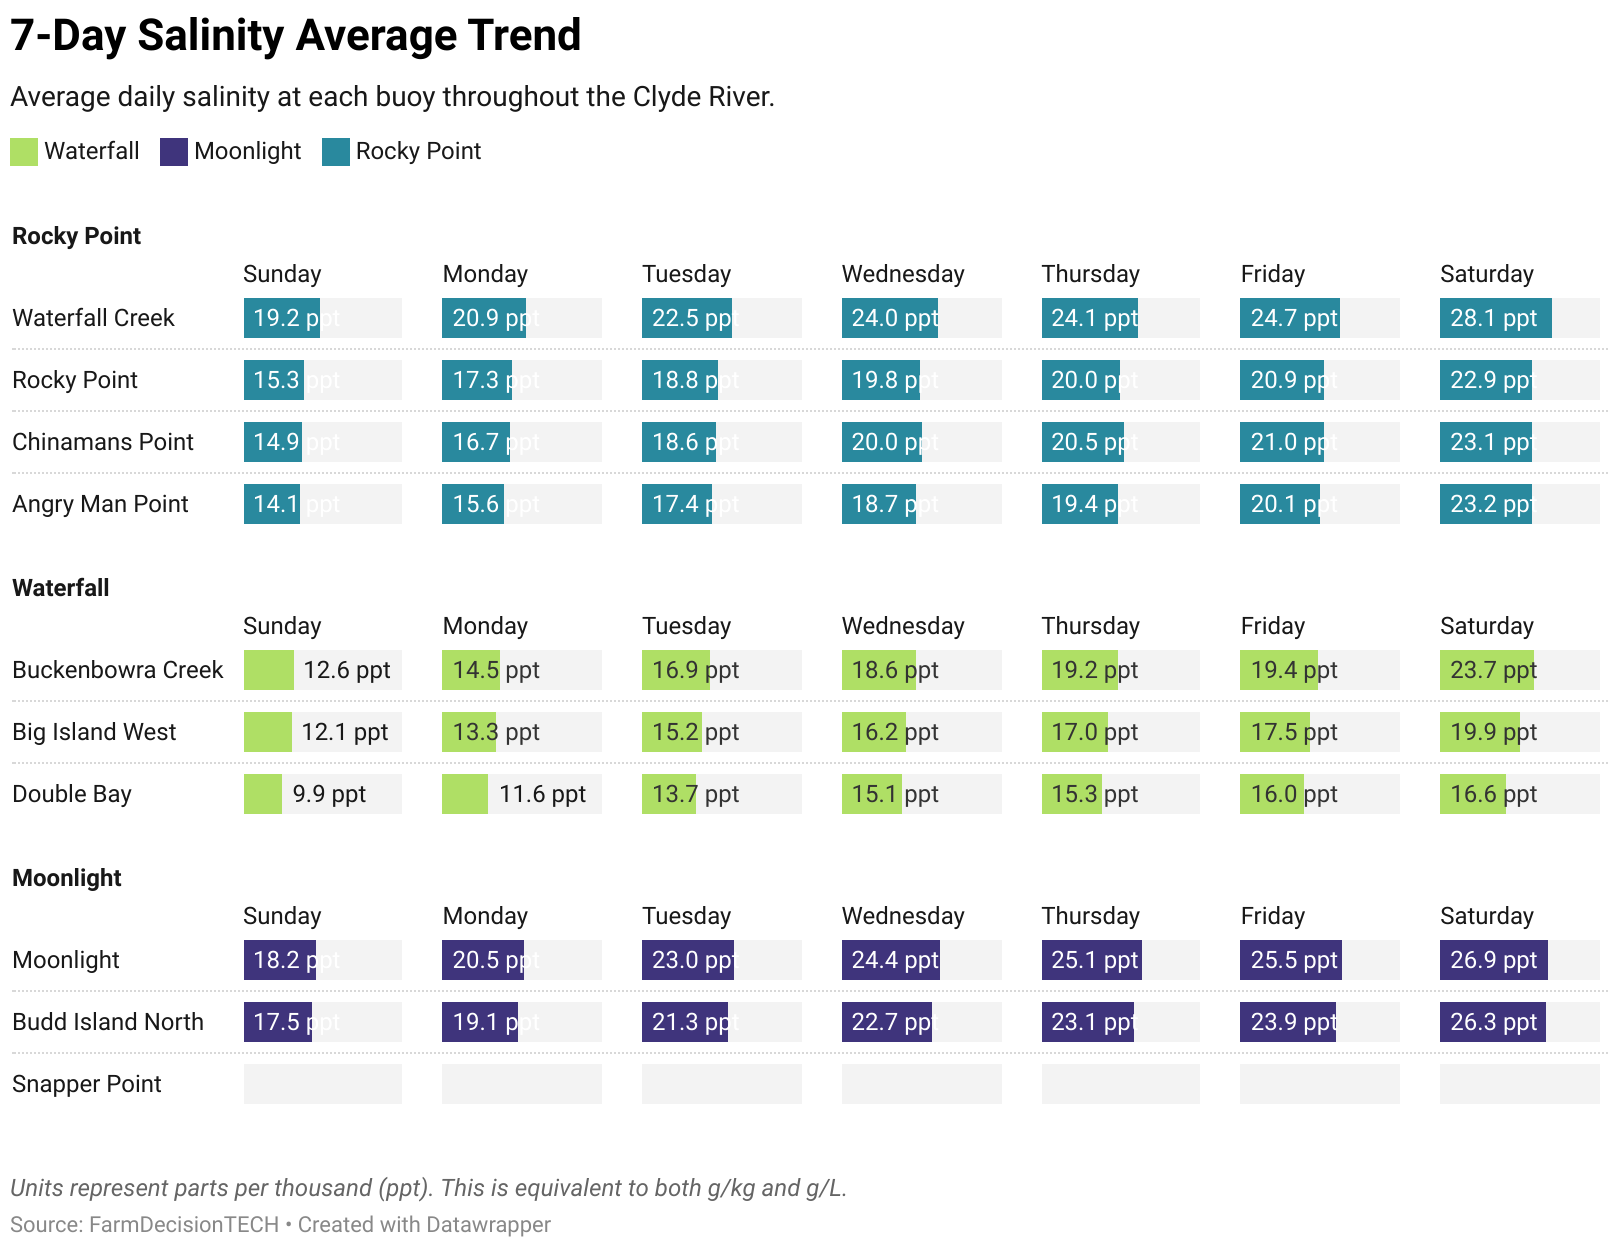 7-Day Salinity Average Trend
Average daily salinity at each buoy throughout the Clyde River.
Waterfall Moonlight Rocky Point
Rocky Point
Sunday Monday Tuesday Wednesday Thursday Friday Saturday
Waterfall Creek 19.2 ppt 20.9 ppt 22.5 ppt 24.0 ppt 24.1 ppt 24.7 ppt 28.1 ppt
Rocky Point 15.3 ppt 17.3 ppt 18.8 ppt 19.8 ppt 20.0 ppt 20.9 ppt 22.9 ppt
Chinamans Point 14.9 ppt 16.7 ppt 18.6 ppt 20.0 ppt 20.5 ppt 21.0 ppt 23.1 ppt
Angry Man Point 14.1 ppt 15.6 ppt 17.4 ppt 18.7 ppt 19.4 ppt 20.1 ppt 23.2 ppt
Waterfall
Sunday Monday Tuesday Wednesday Thursday Friday Saturday
Buckenbowra Creek 12.6 ppt 14.5 ppt 16.9 ppt 18.6 ppt 19.2 ppt 19.4 ppt 23.7 ppt
Big Island West 12.1 ppt 13.3 ppt 15.2 ppt 16.2 ppt 17.0 ppt 17.5 ppt 19.9 ppt
Double Bay 9.9 ppt 11.6 ppt 13.7 ppt 15.1 ppt 15.3 ppt 16.0 ppt 16.6 ppt
Moonlight
Sunday Monday Tuesday Wednesday Thursday Friday Saturday
Moonlight 18.2 ppt 20.5 ppt 23.0 ppt 24.4 ppt 25.1 ppt 25.5 ppt 26.9 ppt
Budd Island North 17.5 ppt 19.1 ppt 21.3 ppt 22.7 ppt 23.1 ppt 23.9 ppt 26.3 ppt
Snapper Point
Units represent parts per thousand (ppt). This is equivalent to both g/kg and g/L.
Source: FarmDecisionTECH • Created with Datawrapper